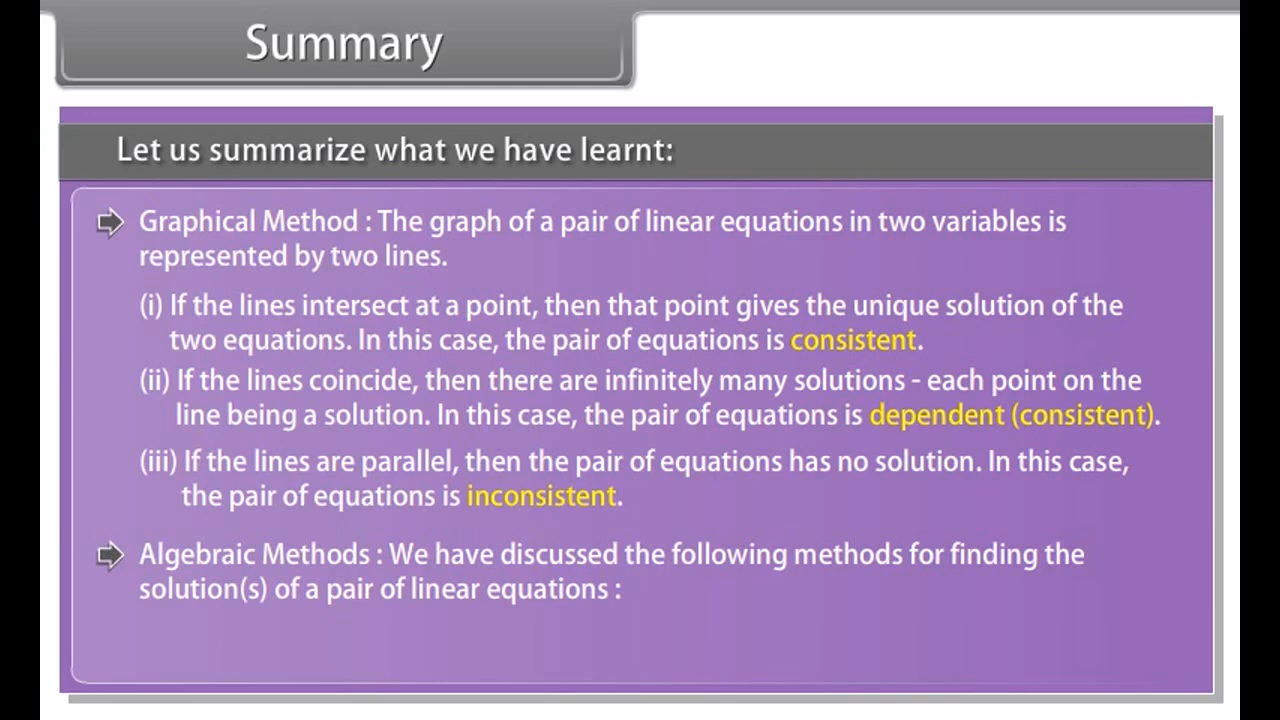 Summary
Let us summarize what we have learnt:
Graphical Method : The graph of a pair of linear equations in two variables is
represented by two lines.
(i) If the lines intersect at a point, then that point gives the unique solution of the
two equations. In this case, the pair of equations is consistent.
(ii) If the lines coincide, then there are infinitely many solutions - each point on the
line being a solution. In this case, the pair of equations is dependent (consistent).
(iii) If the lines are parallel, then the pair of equations has no solution. In this case,
the pair of equations is inconsistent.
Algebraic Methods : We have discussed the following methods for finding the
solution(s) of a pair of linear equations :